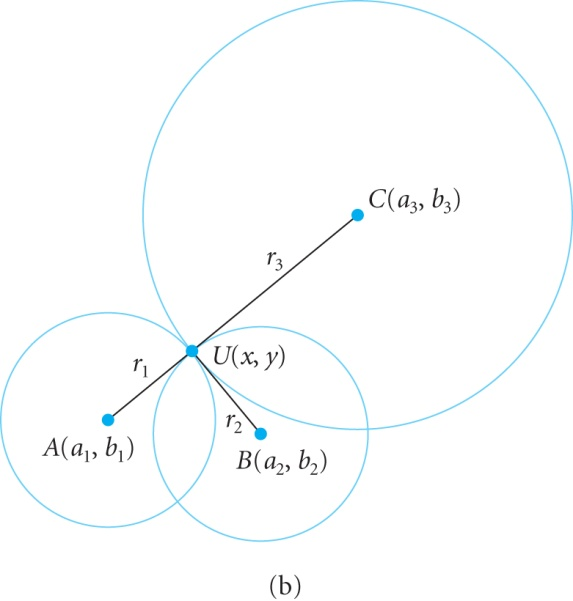 C(a₃, b₃)
r₃
U(x, y)
r₁
r₂
A(a₁, b₁)
B(a₂, b₂)
(b)